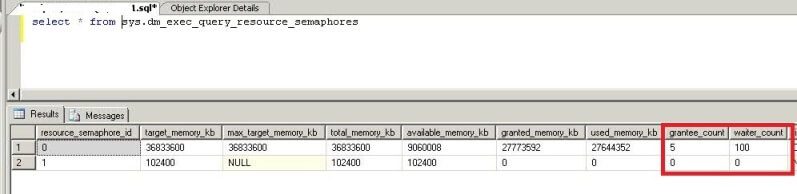 1.sql* Object Explorer Details
select * from sys.dm_exec_query_resource_semaphores
Results Messages
resource_semaphore_id target_memory_kb max_target_memory_kb total_memory_kb available_memory_kb granted_memory_kb used_memory_kb grantee_count waiter_count
1 0 36833600 36833600 36833600 9060008 27773592 27644352 5 100
2 1 102400 NULL 102400 102400 0 0 0 0